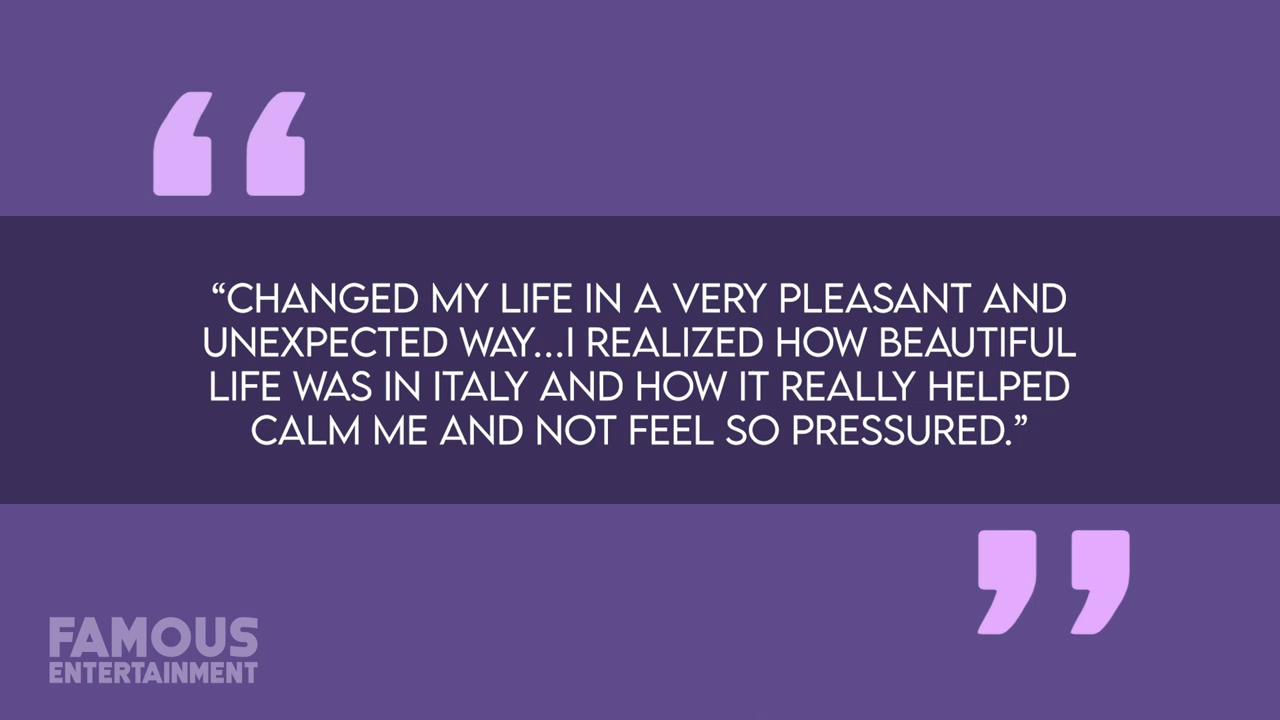 “CHANGED MY LIFE IN A VERY PLEASANT AND
UNEXPECTED WAY...I REALIZED HOW BEAUTIFUL
LIFE WAS IN ITALY AND HOW IT REALLY HELPED
CALM ME AND NOT FEEL SO PRESSURED.”
FAMOUS
ENTERTAINMENT